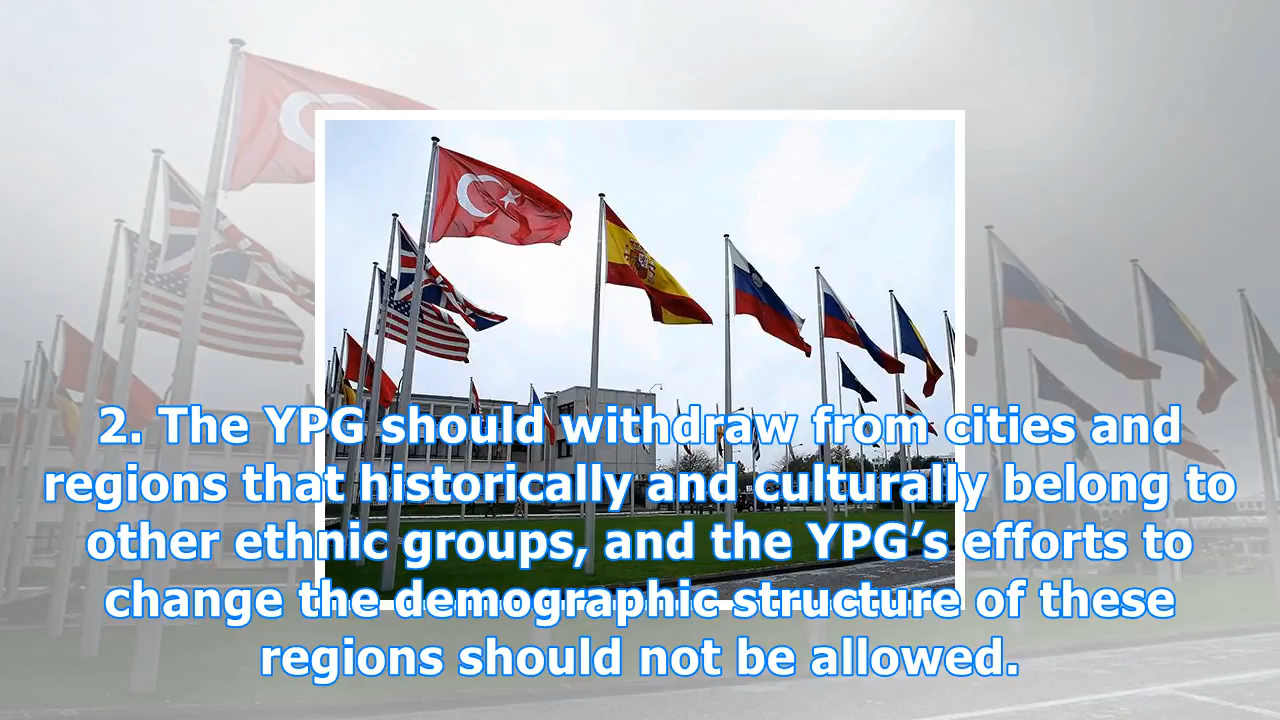 2. The YPG should withdraw from cities and
regions that historically and culturally belong to
other ethnic groups, and the YPG’s efforts to
change the demographic structure of these
regions should not be allowed.